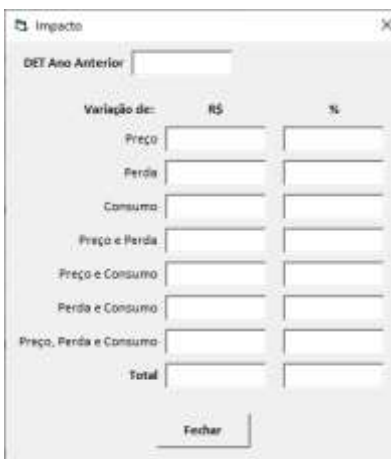 Impacto
DET Ano Anterior
Variação de: R$ %
Preço
Perda
Consumo
Preço e Perda
Preço e Consumo
Perda e Consumo
Preço, Perda e Consumo
Total
Fechar